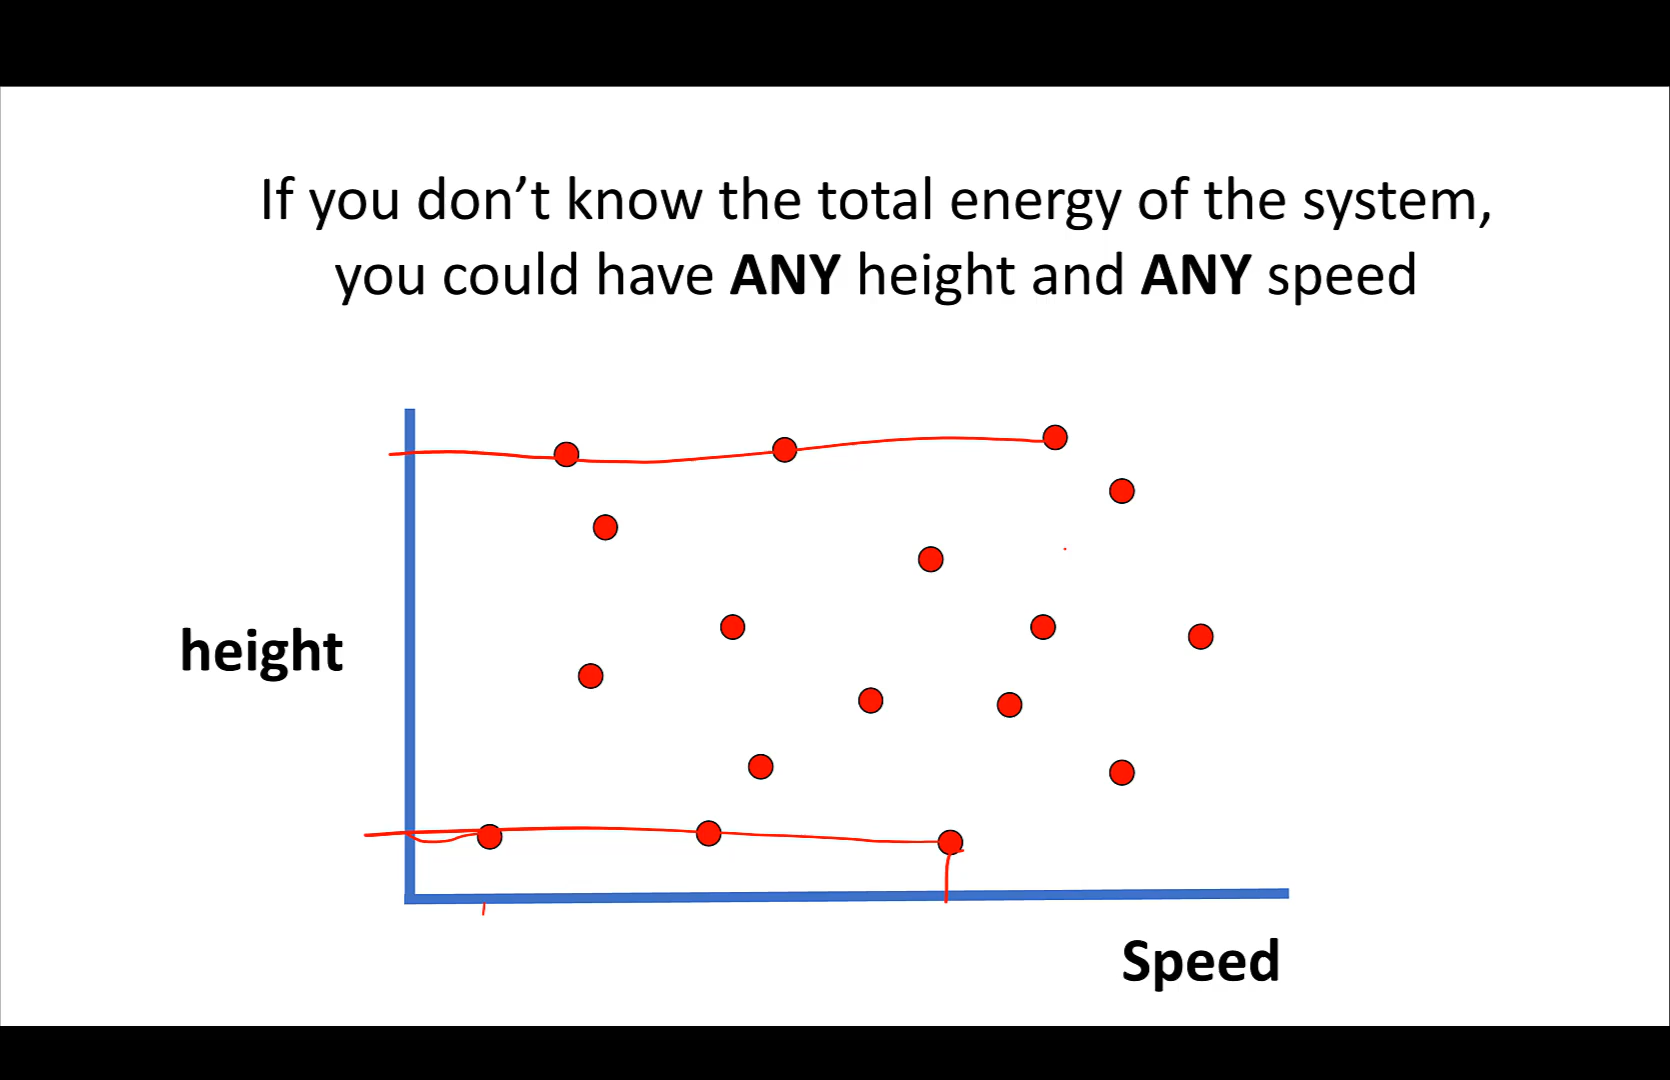 If you don’t know the total energy of the system,
you could have ANY height and ANY speed
height
Speed